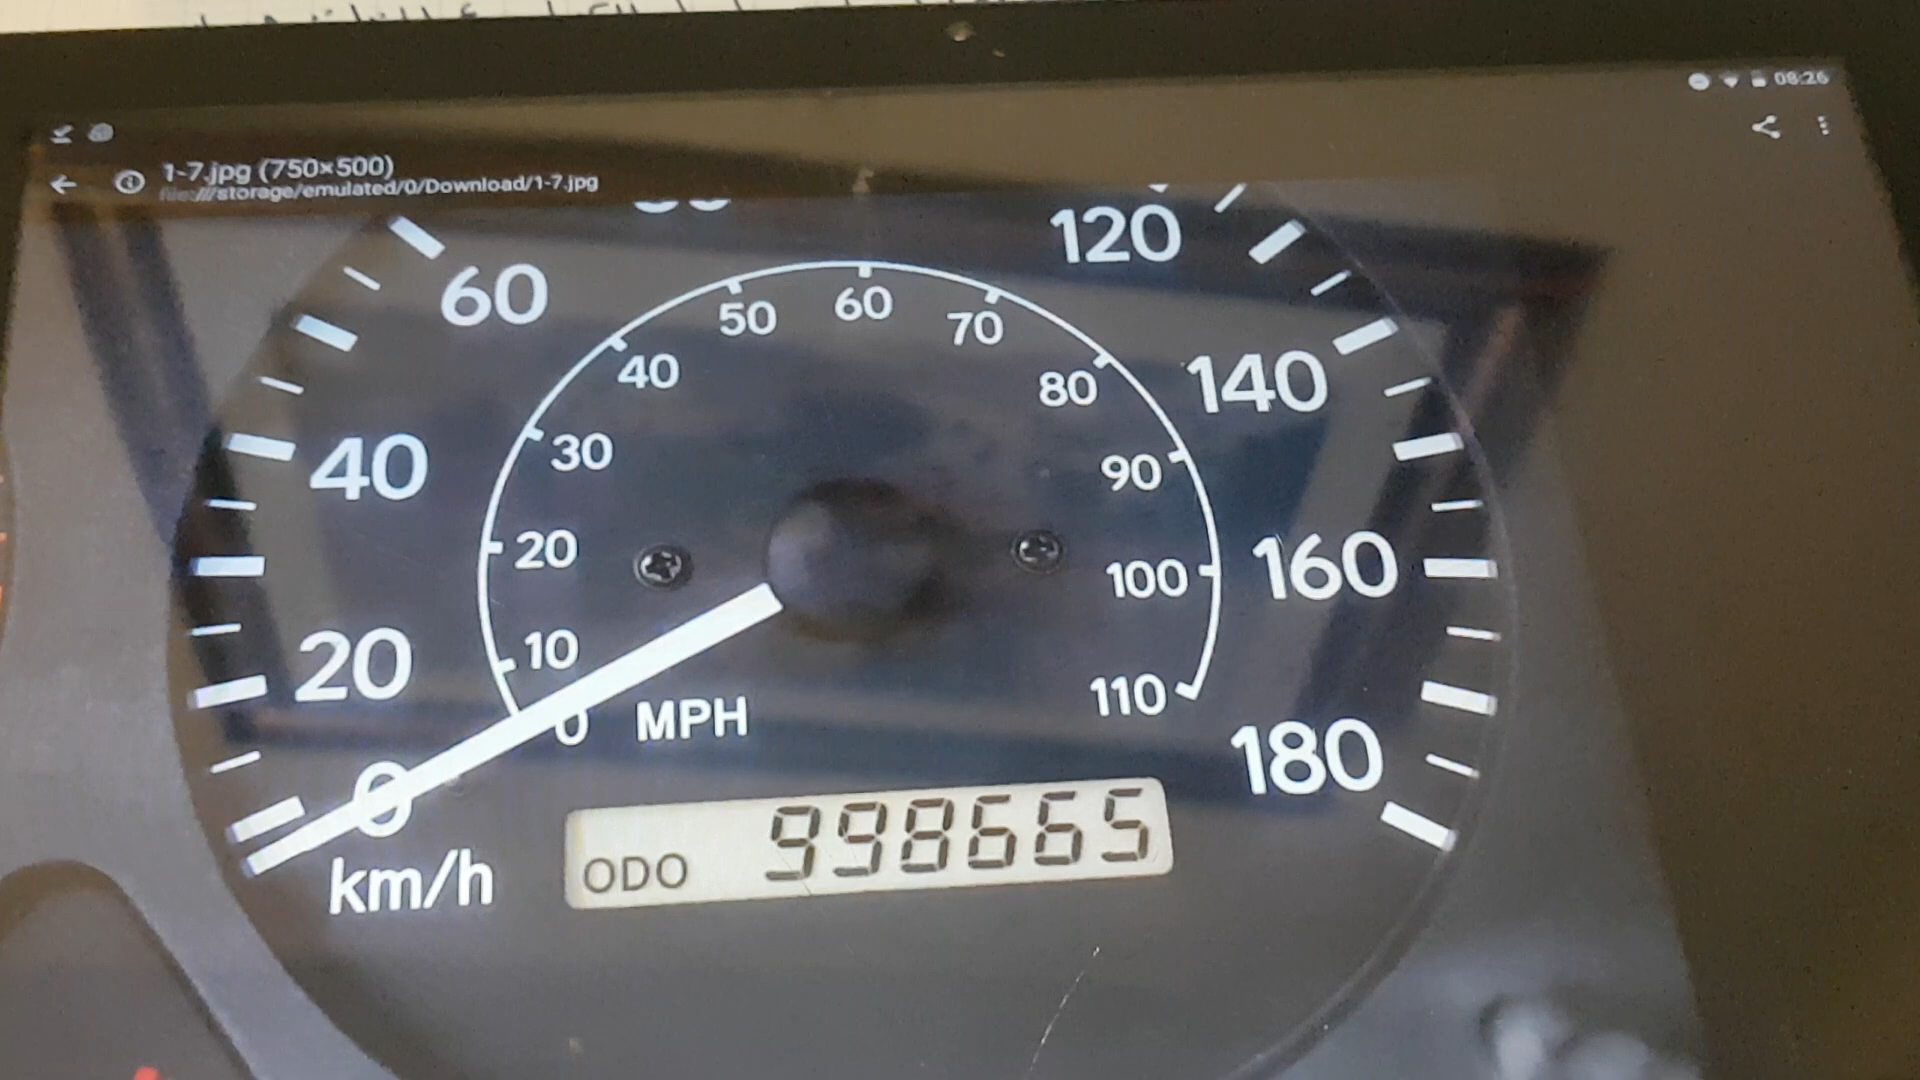 08:26
1-7.jpg (750×500)
file:///storage/emulated/0/Download/1-7.jpg
120
60
50 60 70
40 80
140
30 90
40
20 100 160
10
20
0 MPH 110
180
0
ODO 998665
km/h